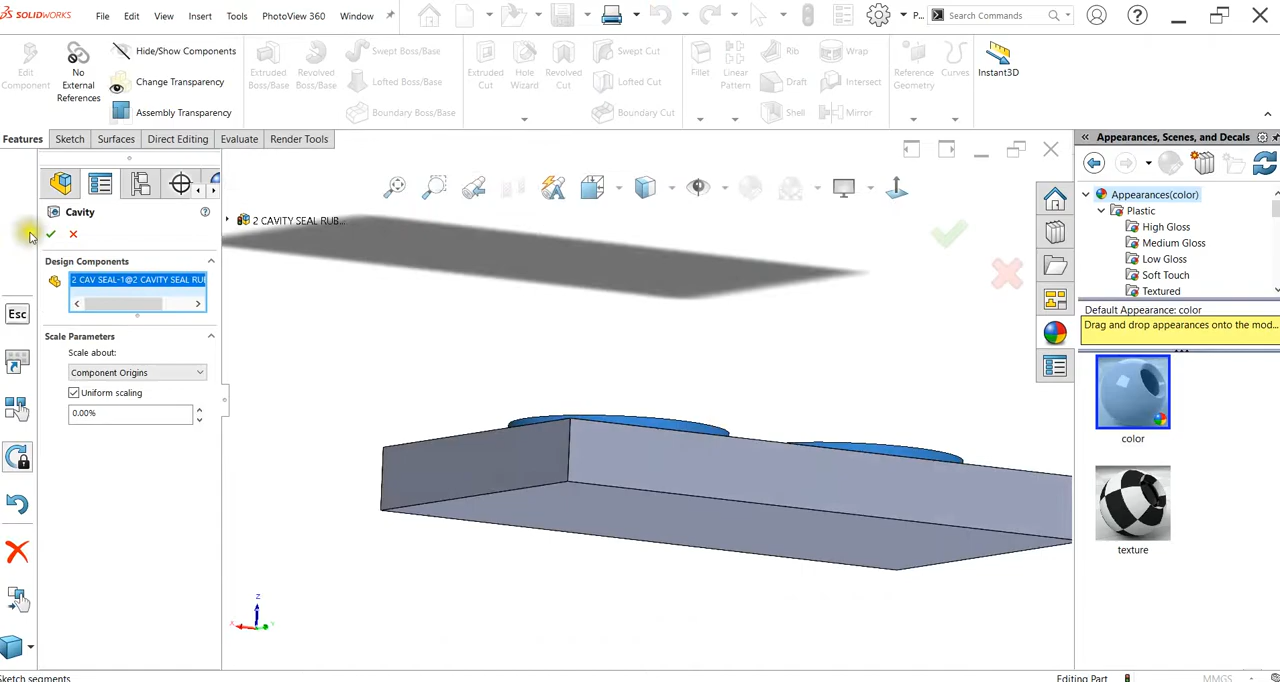 SOLIDWORKS File Edit View Insert Tools PhotoView 360 Window P... Search Commands
Edit Component
No External References
Hide/Show Components
Change Transparency
Assembly Transparency
Extruded Boss/Base
Revolved Boss/Base
Swept Boss/Base
Lofted Boss/Base
Boundary Boss/Base
Extruded Cut
Hole Wizard
Revolved Cut
Swept Cut
Lofted Cut
Boundary Cut
Fillet
Linear Pattern
Rib
Draft
Shell
Wrap
Intersect
Mirror
Reference Geometry
Curves
Instant3D
Features Sketch Surfaces Direct Editing Evaluate Render Tools
Cavity
Design Components
2 CAV SEAL-1@2 CAVITY SEAL RU
Scale Parameters
Scale about:
Component Origins
Uniform scaling
0.00%
Esc
2 CAVITY SEAL RUB...
Z
X
Y
Appearances, Scenes, and Decals
Appearances(color)
Plastic
High Gloss
Medium Gloss
Low Gloss
Soft Touch
Textured
Default Appearance: color
Drag and drop appearances onto the mod...
color
texture
Sketch segments
Editing Part
MMGS